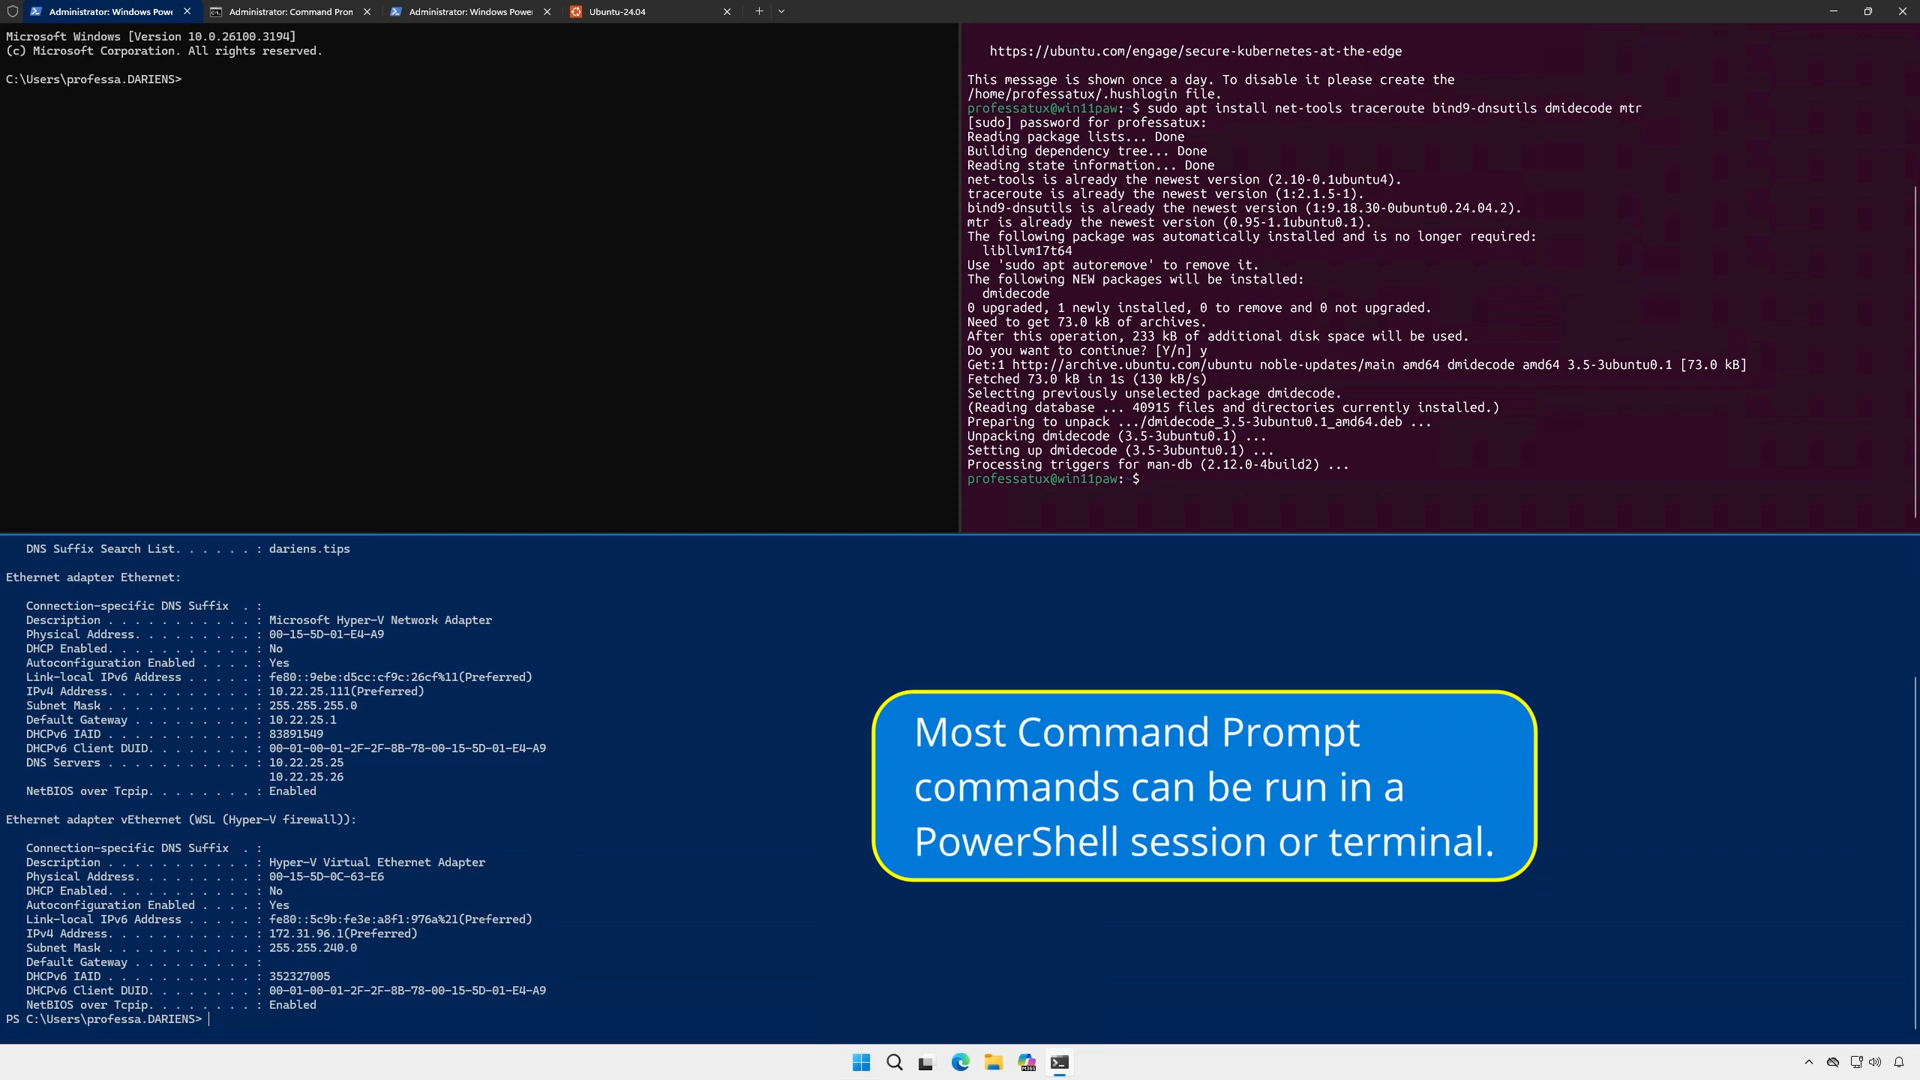 Administrator: Windows Powe
Administrator: Command Pron
Administrator: Windows Powe
Ubuntu-24.04
Microsoft Windows [Version 10.0.26100.3194]
(c) Microsoft Corporation. All rights reserved.
C:\Users\professa.DARIENS>
https://ubuntu.com/engage/secure-kubernetes-at-the-edge
This message is shown once a day. To disable it please create the
/home/professatux/.hushlogin file.
professatux@win11paw:~$ sudo apt install net-tools traceroute bind9-dnsutils dmidecode mtr
[sudo] password for professatux:
Reading package lists... Done
Building dependency tree... Done
Reading state information... Done
net-tools is already the newest version (2.10-0.1ubuntu4).
traceroute is already the newest version (1:2.1.5-1).
bind9-dnsutils is already the newest version (1:9.18.30-0ubuntu0.24.04.2).
mtr is already the newest version (0.95-1.1ubuntu0.1).
The following package was automatically installed and is no longer required:
libllvm17t64
Use 'sudo apt autoremove' to remove it.
The following NEW packages will be installed:
dmidecode
0 upgraded, 1 newly installed, 0 to remove and 0 not upgraded.
Need to get 73.0 kB of archives.
After this operation, 233 kB of additional disk space will be used.
Do you want to continue? [Y/n] y
Get:1 http://archive.ubuntu.com/ubuntu noble-updates/main amd64 dmidecode amd64 3.5-3ubuntu0.1 [73.0 kB]
Fetched 73.0 kB in 1s (130 kB/s)
Selecting previously unselected package dmidecode.
(Reading database ... 40915 files and directories currently installed.)
Preparing to unpack .../dmidecode_3.5-3ubuntu0.1_amd64.deb ...
Unpacking dmidecode (3.5-3ubuntu0.1) ...
Setting up dmidecode (3.5-3ubuntu0.1) ...
Processing triggers for man-db (2.12.0-4build2) ...
professatux@win11paw:~$
DNS Suffix Search List. . . . . . : dariens.tips
Ethernet adapter Ethernet:
Connection-specific DNS Suffix  . :
Description . . . . . . . . . . . : Microsoft Hyper-V Network Adapter
Physical Address. . . . . . . . . : 00-15-5D-01-E4-A9
DHCP Enabled. . . . . . . . . . . : No
Autoconfiguration Enabled . . . . : Yes
Link-local IPv6 Address . . . . . : fe80::9ebe:d5cc:cf9c:26cf%11(Preferred)
IPv4 Address. . . . . . . . . . . : 10.22.25.111(Preferred)
Subnet Mask . . . . . . . . . . . : 255.255.255.0
Default Gateway . . . . . . . . . : 10.22.25.1
DHCPv6 IAID . . . . . . . . . . . : 83891549
DHCPv6 Client DUID. . . . . . . . : 00-01-00-01-2F-2F-8B-78-00-15-5D-01-E4-A9
DNS Servers . . . . . . . . . . . : 10.22.25.25
10.22.25.26
NetBIOS over Tcpip. . . . . . . . : Enabled
Ethernet adapter vEthernet (WSL (Hyper-V firewall)):
Connection-specific DNS Suffix  . :
Description . . . . . . . . . . . : Hyper-V Virtual Ethernet Adapter
Physical Address. . . . . . . . . : 00-15-5D-0C-63-E6
DHCP Enabled. . . . . . . . . . . : No
Autoconfiguration Enabled . . . . : Yes
Link-local IPv6 Address . . . . . : fe80::5c9b:fe3e:a8f1:976a%21(Preferred)
IPv4 Address. . . . . . . . . . . : 172.31.96.1(Preferred)
Subnet Mask . . . . . . . . . . . : 255.255.240.0
Default Gateway . . . . . . . . . :
DHCPv6 IAID . . . . . . . . . . . : 352327005
DHCPv6 Client DUID. . . . . . . . : 00-01-00-01-2F-2F-8B-78-00-15-5D-01-E4-A9
NetBIOS over Tcpip. . . . . . . . : Enabled
PS C:\Users\professa.DARIENS>
Most Command Prompt
commands can be run in a
PowerShell session or terminal.